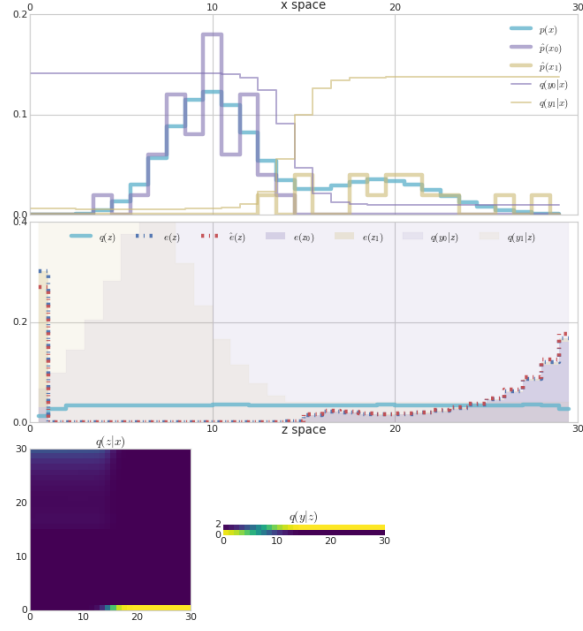 x space
0.2
0.1
0.0
0 10 20 30
p(x)
p̂(x₀)
p̂(x₁)
q(y₀|x)
q(y₁|x)
0.4
0.2
0.0
q(z) e(z) ê(z) e(z₀) e(z₁) q(y₀|z) q(y₁|z)
0 10 20 30
z space
q(z|x)
30
20
10
0
0 10 20 30
q(y|z)
2
0
0 10 20 30